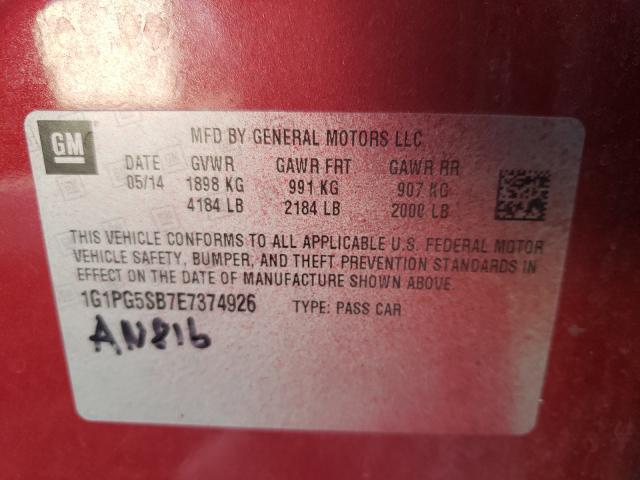 GM
MFD BY GENERAL MOTORS LLC
DATE GVWR GAWR FRT GAWR RR
05/14 1898 KG 991 KG 907 KG
4184 LB 2184 LB 2000 LB
THIS VEHICLE CONFORMS TO ALL APPLICABLE U.S. FEDERAL MOTOR
VEHICLE SAFETY, BUMPER, AND THEFT PREVENTION STANDARDS IN
EFFECT ON THE DATE OF MANUFACTURE SHOWN ABOVE.
1G1PG5SB7E7374926 TYPE: PASS CAR
AN816